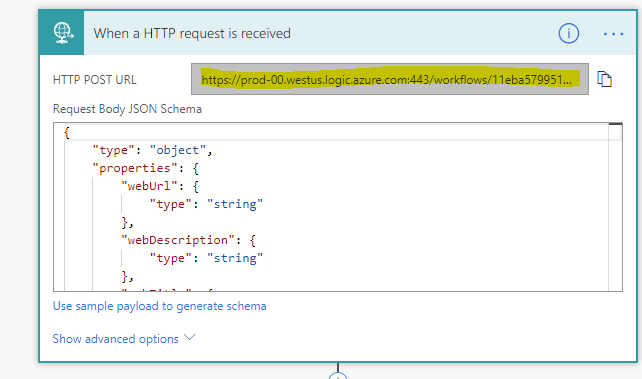 When a HTTP request is received
HTTP POST URL
https://prod-00.westus.logic.azure.com:443/workflows/11eba579951...
Request Body JSON Schema
{
"type": "object",
"properties": {
"webUrl": {
"type": "string"
},
"webDescription": {
"type": "string"
},
Use sample payload to generate schema
Show advanced options